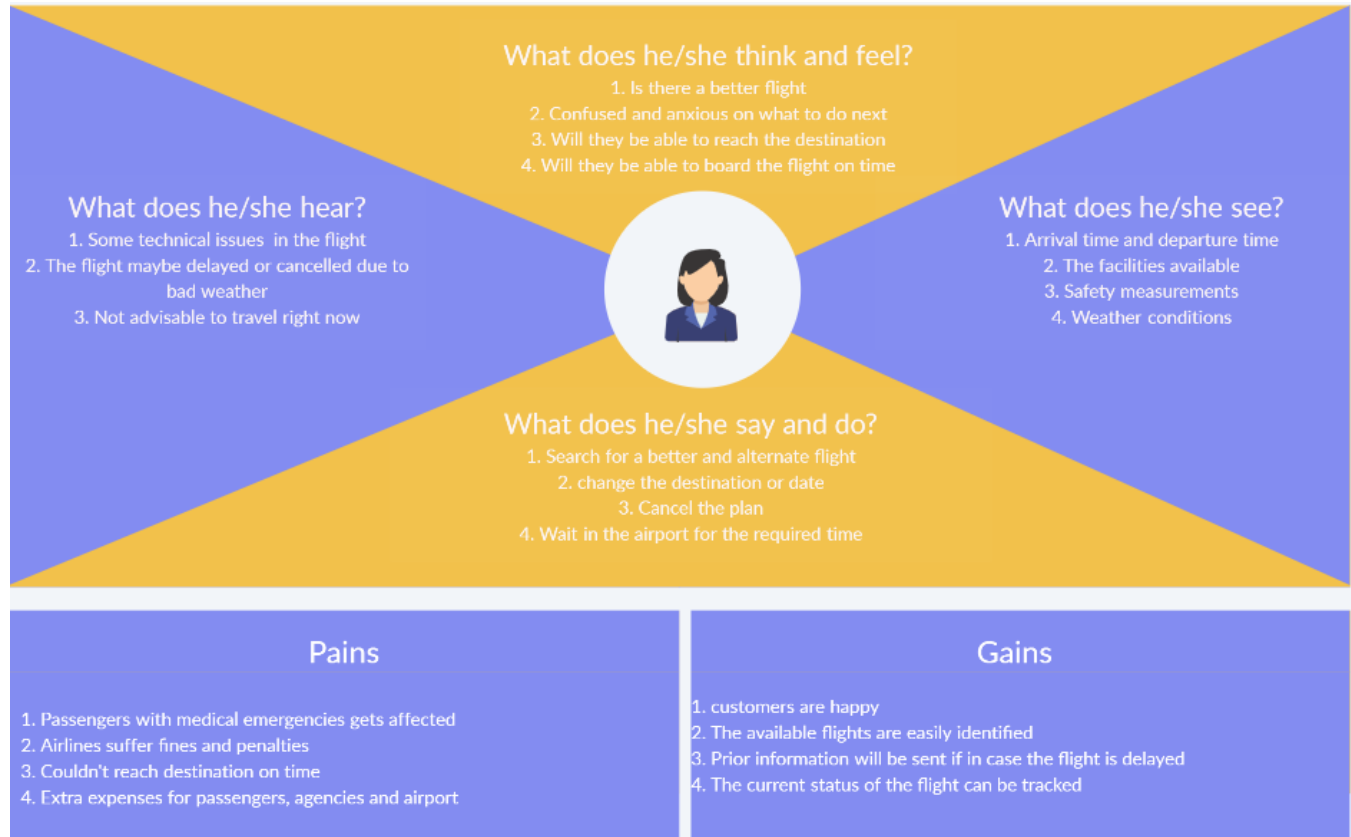 What does he/she think and feel?
1. Is there a better flight
2. Confused and anxious on what to do next
3. Will they be able to reach the destination
4. Will they be able to board the flight on time
What does he/she hear?
1. Some technical issues in the flight
2. The flight maybe delayed or cancelled due to
bad weather
3. Not advisable to travel right now
What does he/she see?
1. Arrival time and departure time
2. The facilities available
3. Safety measurements
4. Weather conditions
What does he/she say and do?
1. Search for a better and alternate flight
2. change the destination or date
3. Cancel the plan
4. Wait in the airport for the required time
Pains
1. Passengers with medical emergencies gets affected
2. Airlines suffer fines and penalties
3. Couldn't reach destination on time
4. Extra expenses for passengers, agencies and airport
Gains
1. customers are happy
2. The available flights are easily identified
3. Prior information will be sent if in case the flight is delayed
4. The current status of the flight can be tracked